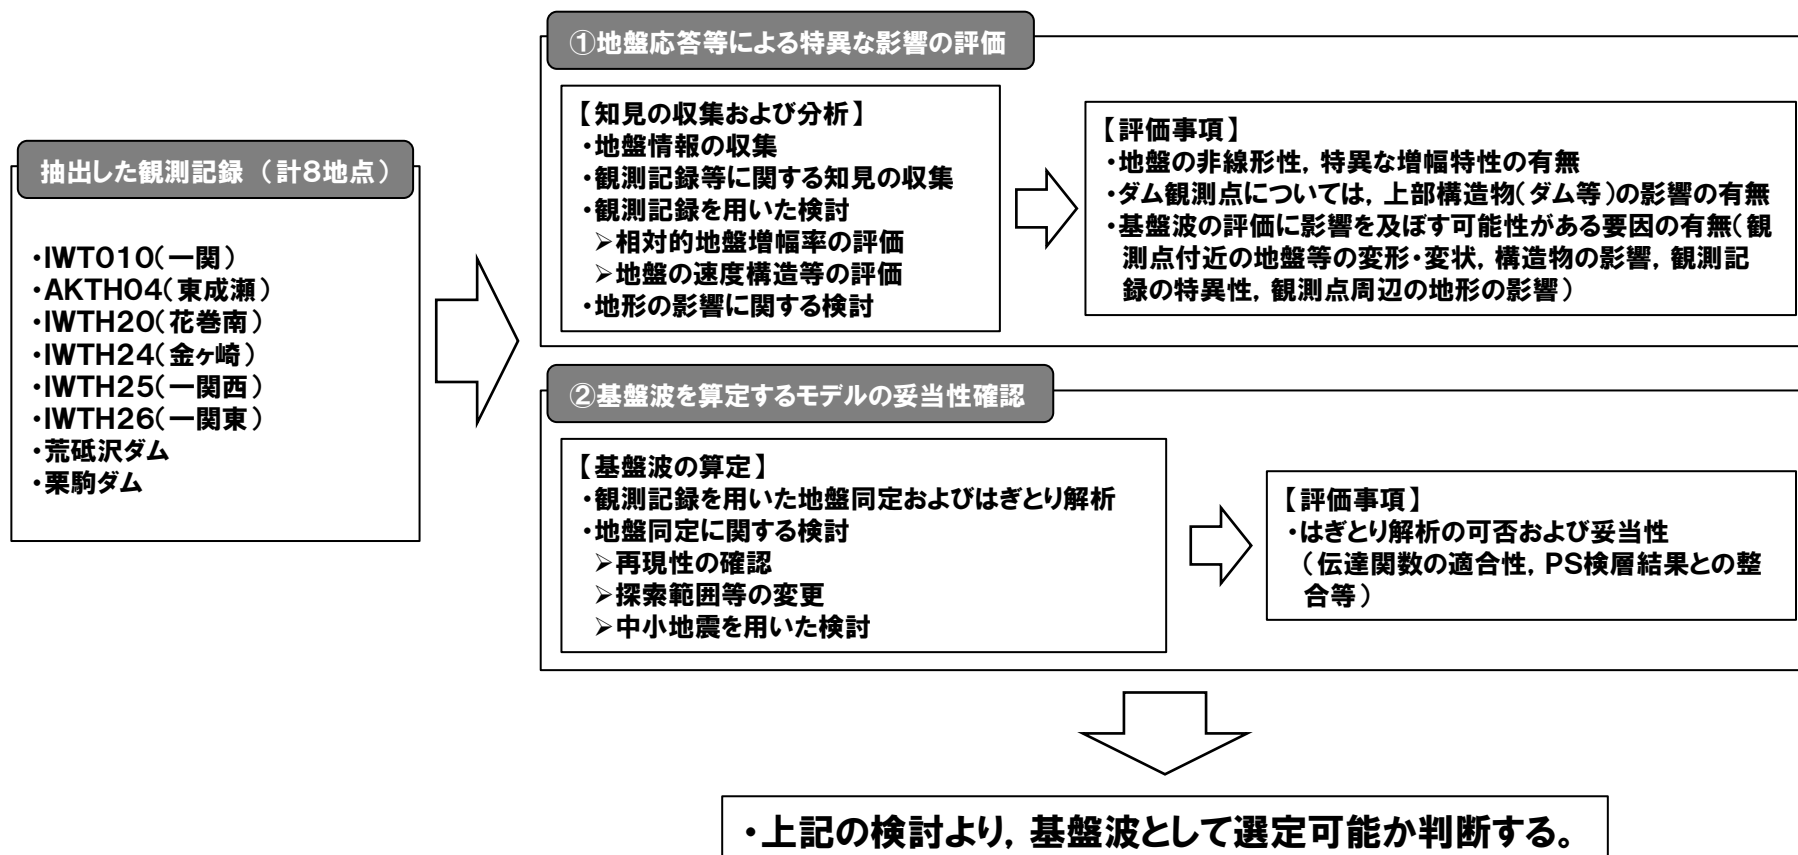 抽出した観測記録（計8地点）
・IWT010(一関)
・AKTH04(東成瀬)
・IWTH20(花巻南)
・IWTH24(金ヶ崎)
・IWTH25(一関西)
・IWTH26(一関東)
・荒砥沢ダム
・栗駒ダム
①地盤応答等による特異な影響の評価
【知見の収集および分析】
・地盤情報の収集
・観測記録等に関する知見の収集
・観測記録を用いた検討
➢相対的地盤増幅率の評価
➢地盤の速度構造等の評価
・地形の影響に関する検討
【評価事項】
・地盤の非線形性，特異な増幅特性の有無
・ダム観測点については，上部構造物(ダム等)の影響の有無
・基盤波の評価に影響を及ぼす可能性がある要因の有無(観
測点付近の地盤等の変形・変状，構造物の影響，観測記
録の特異性，観測点周辺の地形の影響)
②基盤波を算定するモデルの妥当性確認
【基盤波の算定】
・観測記録を用いた地盤同定およびはぎとり解析
・地盤同定に関する検討
➢再現性の確認
➢探索範囲等の変更
➢中小地震を用いた検討
【評価事項】
・はぎとり解析の可否および妥当性
(伝達関数の適合性，PS検層結果との整
合等)
・上記の検討より，基盤波として選定可能か判断する。